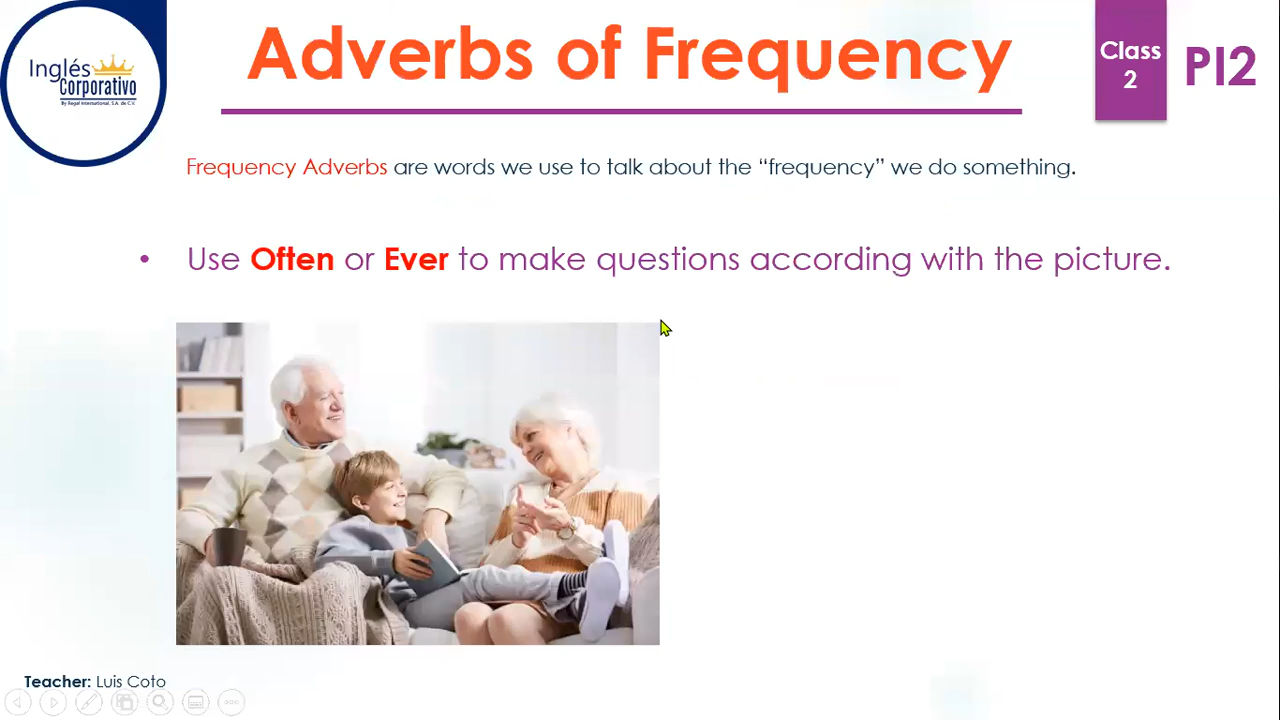 Inglés
Corporativo
By Regal International, S.A. de C.V.
Adverbs of Frequency
Class
2
PI2
Frequency Adverbs are words we use to talk about the “frequency” we do something.
• Use Often or Ever to make questions according with the picture.
Teacher: Luis Coto